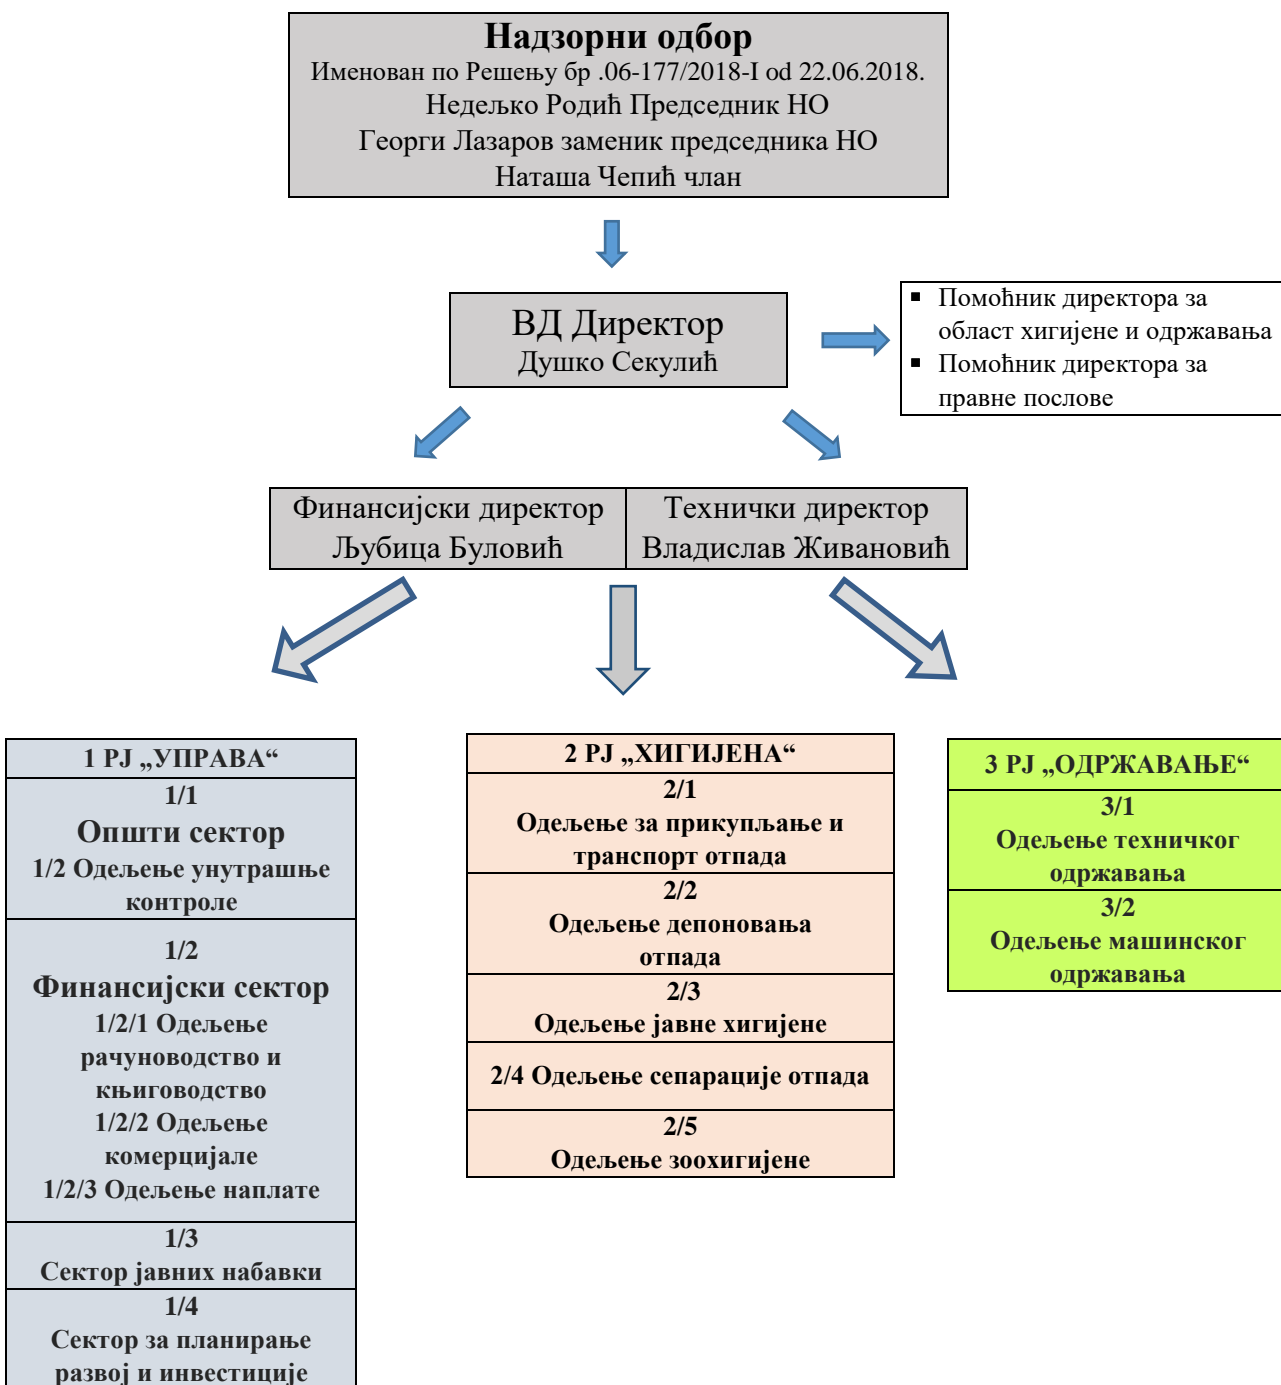 Надзорни одбор
Именован по Решењу бр .06-177/2018-I od 22.06.2018.
Недељко Родић Председник НО
Георги Лазаров заменик председника НО
Наташа Чепић члан
ВД Директор
Душко Секулић
▪ Помоћник директора за
област хигијене и одржавања
▪ Помоћник директора за
правне послове
Финансијски директор
Љубица Буловић
Технички директор
Владислав Живановић
1 РЈ „УПРАВА“
1/1
Општи сектор
1/2 Одељење унутрашње
контроле
1/2
Финансијски сектор
1/2/1 Одељење
рачуноводство и
књиговодство
1/2/2 Одељење
комерцијале
1/2/3 Одељење наплате
1/3
Сектор јавних набавки
1/4
Сектор за планирање
развој и инвестиције
2 РЈ „ХИГИЈЕНА“
2/1
Одељење за прикупљање и
транспорт отпада
2/2
Одељење депоновања
отпада
2/3
Одељење јавне хигијене
2/4 Одељење сепарације отпада
2/5
Одељење зоохигијене
3 РЈ „ОДРЖАВАЊЕ“
3/1
Одељење техничког
одржавања
3/2
Одељење машинског
одржавања